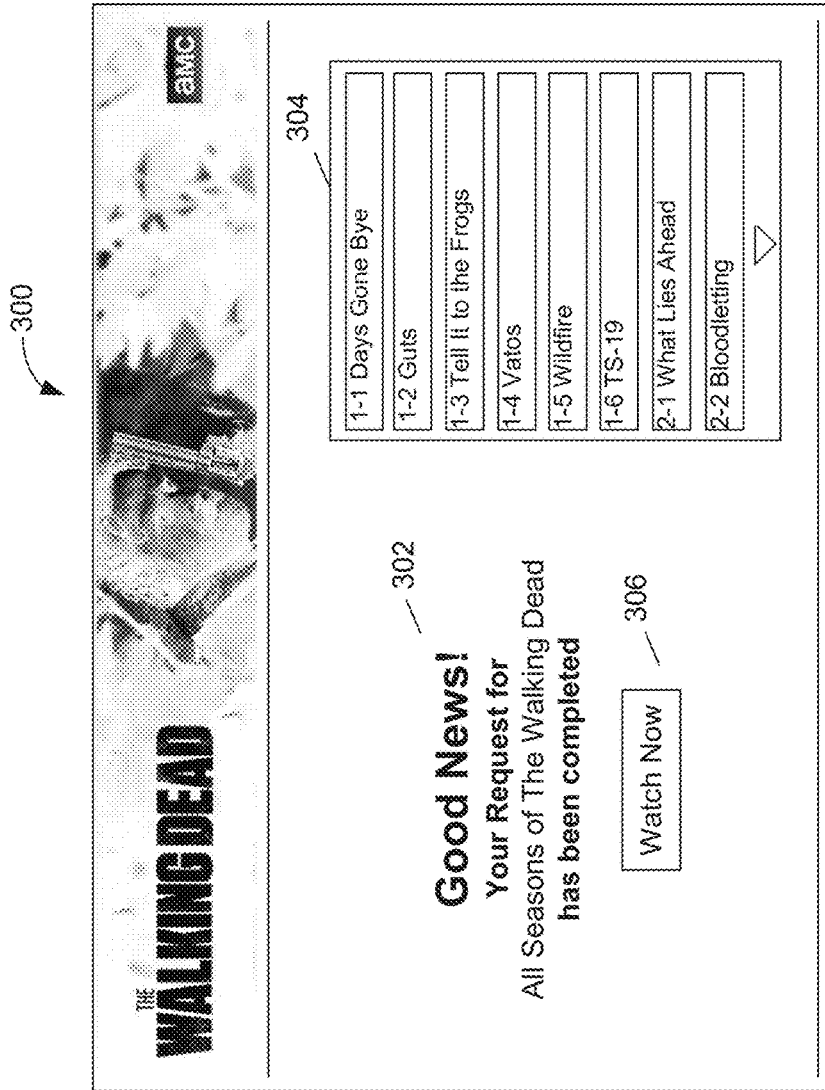 300
THE
WALKING DEAD
aMC
302
Good News!
Your Request for
All Seasons of The Walking Dead
has been completed
306
Watch Now
304
1-1 Days Gone Bye
1-2 Guts
1-3 Tell It to the Frogs
1-4 Vatos
1-5 Wildfire
1-6 TS-19
2-1 What Lies Ahead
2-2 Bloodletting